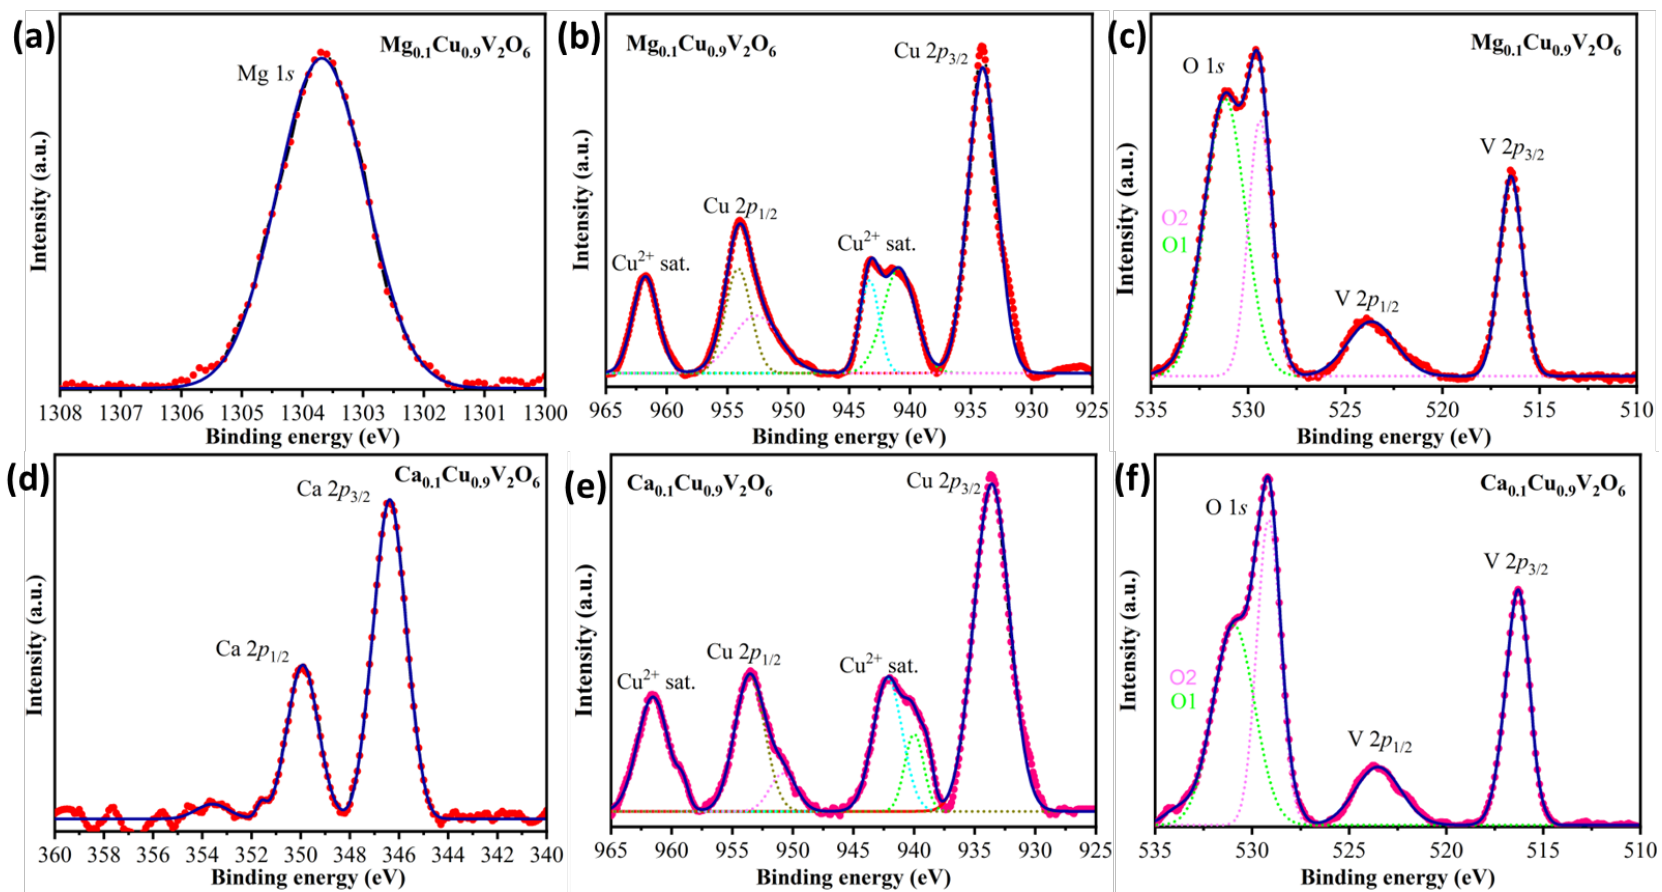 (a)
Mg₀.₁Cu₀.₉V₂O₆
Mg 1s
Intensity (a.u.)
1308 1307 1306 1305 1304 1303 1302 1301 1300
Binding energy (eV)
(b)
Mg₀.₁Cu₀.₉V₂O₆
Cu 2p₃/₂
Cu 2p₁/₂
Cu²⁺ sat.
Cu²⁺ sat.
Intensity (a.u.)
965 960 955 950 945 940 935 930 925
Binding energy (eV)
(c)
Mg₀.₁Cu₀.₉V₂O₆
O 1s
V 2p₃/₂
O2
O1
V 2p₁/₂
Intensity (a.u.)
535 530 525 520 515 510
Binding energy (eV)
(d)
Ca₀.₁Cu₀.₉V₂O₆
Ca 2p₃/₂
Ca 2p₁/₂
Intensity (a.u.)
360 358 356 354 352 350 348 346 344 342 340
Binding energy (eV)
(e)
Ca₀.₁Cu₀.₉V₂O₆
Cu 2p₃/₂
Cu 2p₁/₂
Cu²⁺ sat.
Cu²⁺ sat.
Intensity (a.u.)
965 960 955 950 945 940 935 930 925
Binding energy (eV)
(f)
Ca₀.₁Cu₀.₉V₂O₆
O 1s
V 2p₃/₂
O2
O1
V 2p₁/₂
Intensity (a.u.)
535 530 525 520 515 510
Binding energy (eV)